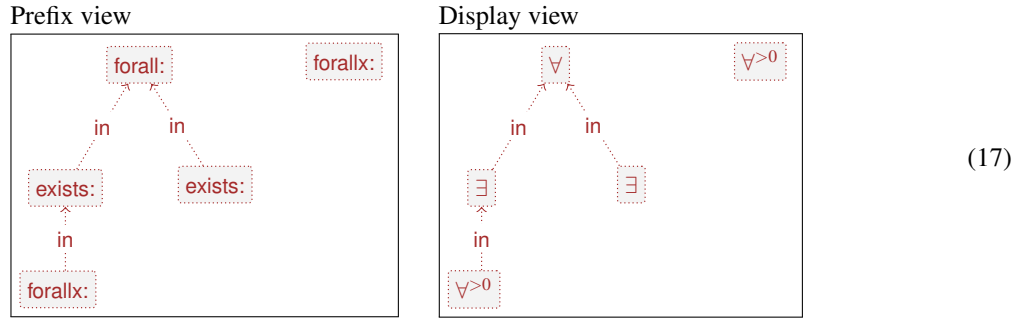 Prefix view
Display view
forall:
forallx:
∀
∀>0
in
in
in
in
exists:
exists:
∃
∃
(17)
in
in
forallx:
∀>0